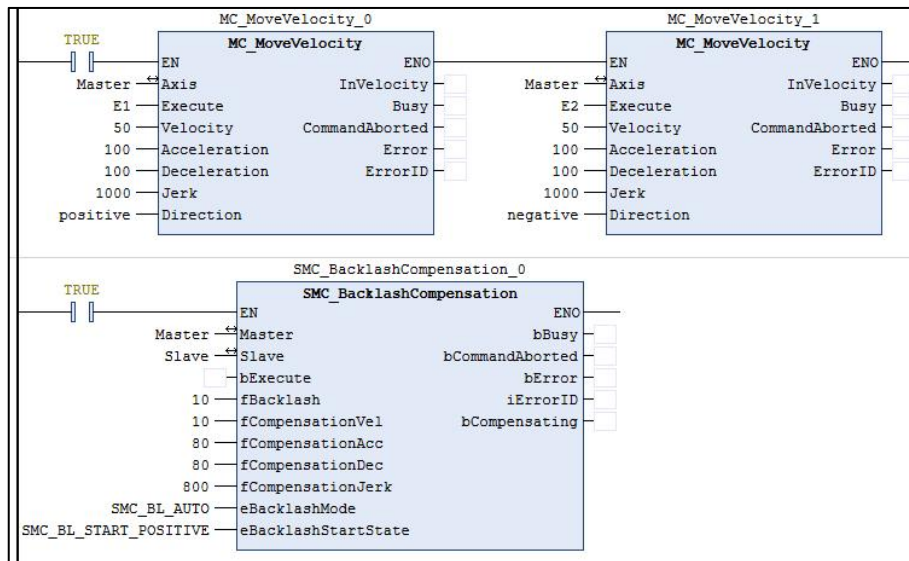 MC_MoveVelocity_0 MC_MoveVelocity_1
TRUE MC_MoveVelocity MC_MoveVelocity
EN ENO EN ENO
Master Axis InVelocity Master Axis InVelocity
E1 Execute Busy E2 Execute Busy
50 Velocity CommandAborted 50 Velocity CommandAborted
100 Acceleration Error 100 Acceleration Error
100 Deceleration ErrorID 100 Deceleration ErrorID
1000 Jerk 1000 Jerk
positive Direction negative Direction
SMC_BacklashCompensation_0
TRUE SMC_BacklashCompensation
EN ENO
Master Master bBusy
Slave Slave bCommandAborted
bExecute bError
10 fBacklash iErrorID
10 fCompensationVel bCompensating
80 fCompensationAcc
80 fCompensationDec
800 fCompensationJerk
SMC_BL_AUTO eBacklashMode
SMC_BL_START_POSITIVE eBacklashStartState